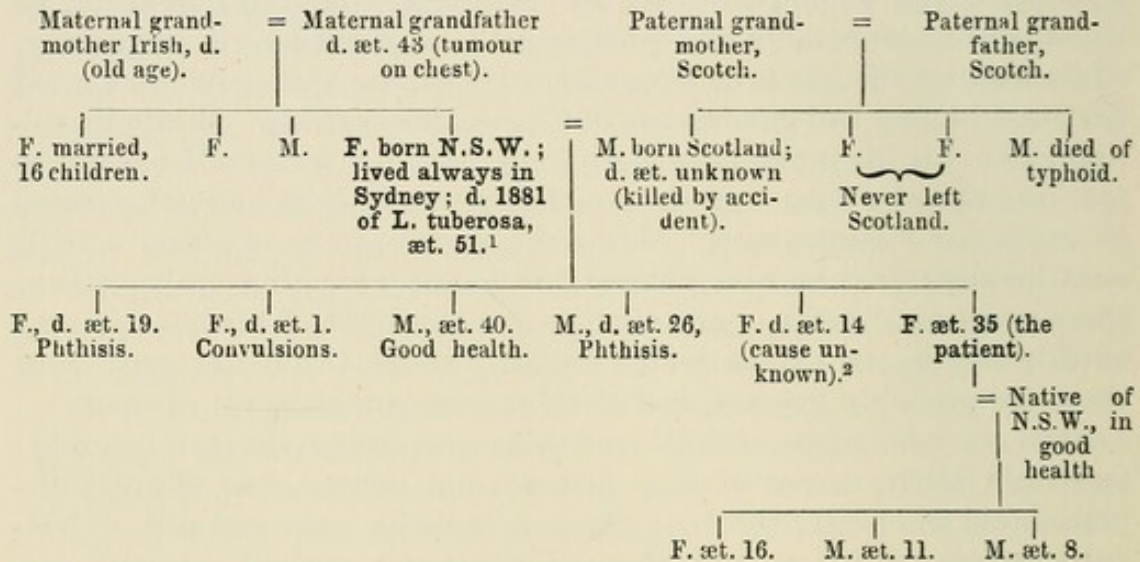 Maternal grand-
mother Irish, d.
(old age).
=
Maternal grandfather
d. æt. 43 (tumour
on chest).
Paternal grand-
mother,
Scotch.
=
Paternal grand-
father,
Scotch.
F. married,
16 children.
F.
M.
F. born N.S.W.;
lived always in
Sydney; d. 1881
of L. tuberosa,
æt. 51.¹
=
M. born Scotland;
d. æt. unknown
(killed by acci-
dent).
F.
F.
Never left
Scotland.
M. died of
typhoid.
F., d. æt. 19.
Phthisis.
F., d. æt. 1.
Convulsions.
M., æt. 40.
Good health.
M., d. æt. 26,
Phthisis.
F. d. æt. 14
(cause un-
known).²
F. æt. 35 (the
patient).
= Native of
N.S.W., in
good
health
F. æt. 16.
M. æt. 11.
M. æt. 8.